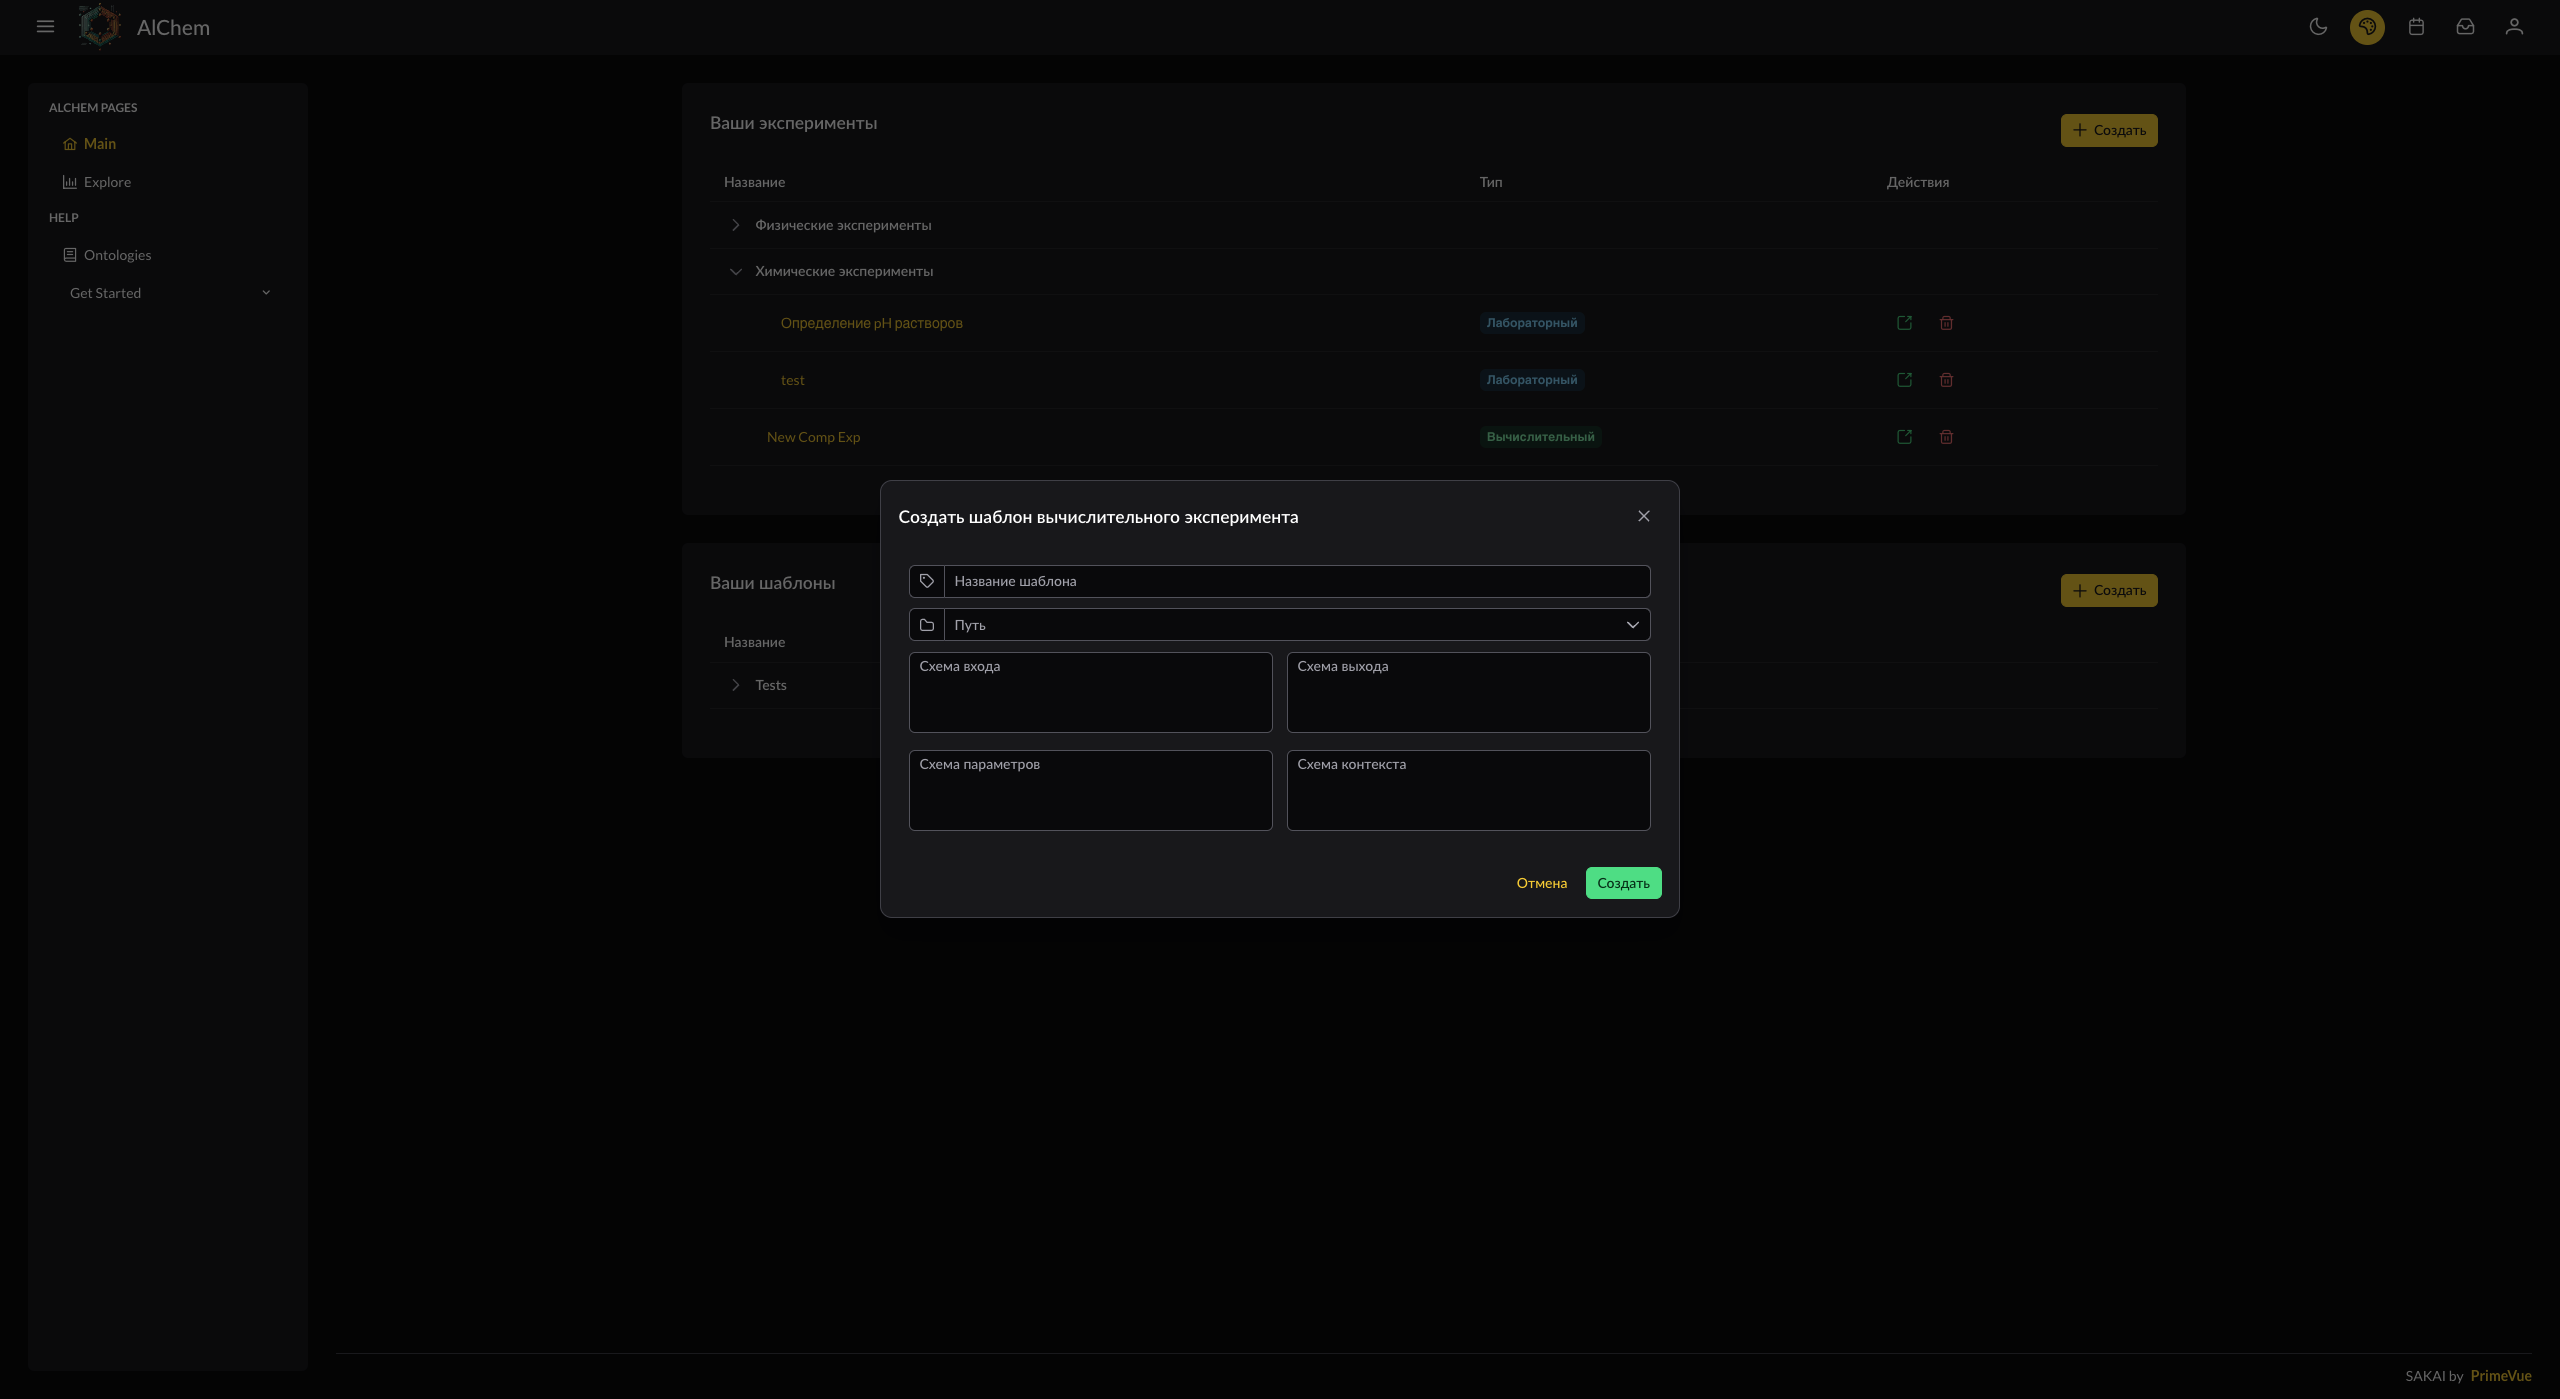 AlChem
ALCHEM PAGES
Main
Explore
HELP
Ontologies
Get Started
Ваши эксперименты
Создать
Название Тип Действия
Физические эксперименты
Химические эксперименты
Определение pH растворов Лабораторный
test Лабораторный
New Comp Exp Вычислительный
Ваши шаблоны
Создать
Название
Tests
Создать шаблон вычислительного эксперимента
Название шаблона
Путь
Схема входа Схема выхода
Схема параметров Схема контекста
Отмена Создать
SAKAI by PrimeVue